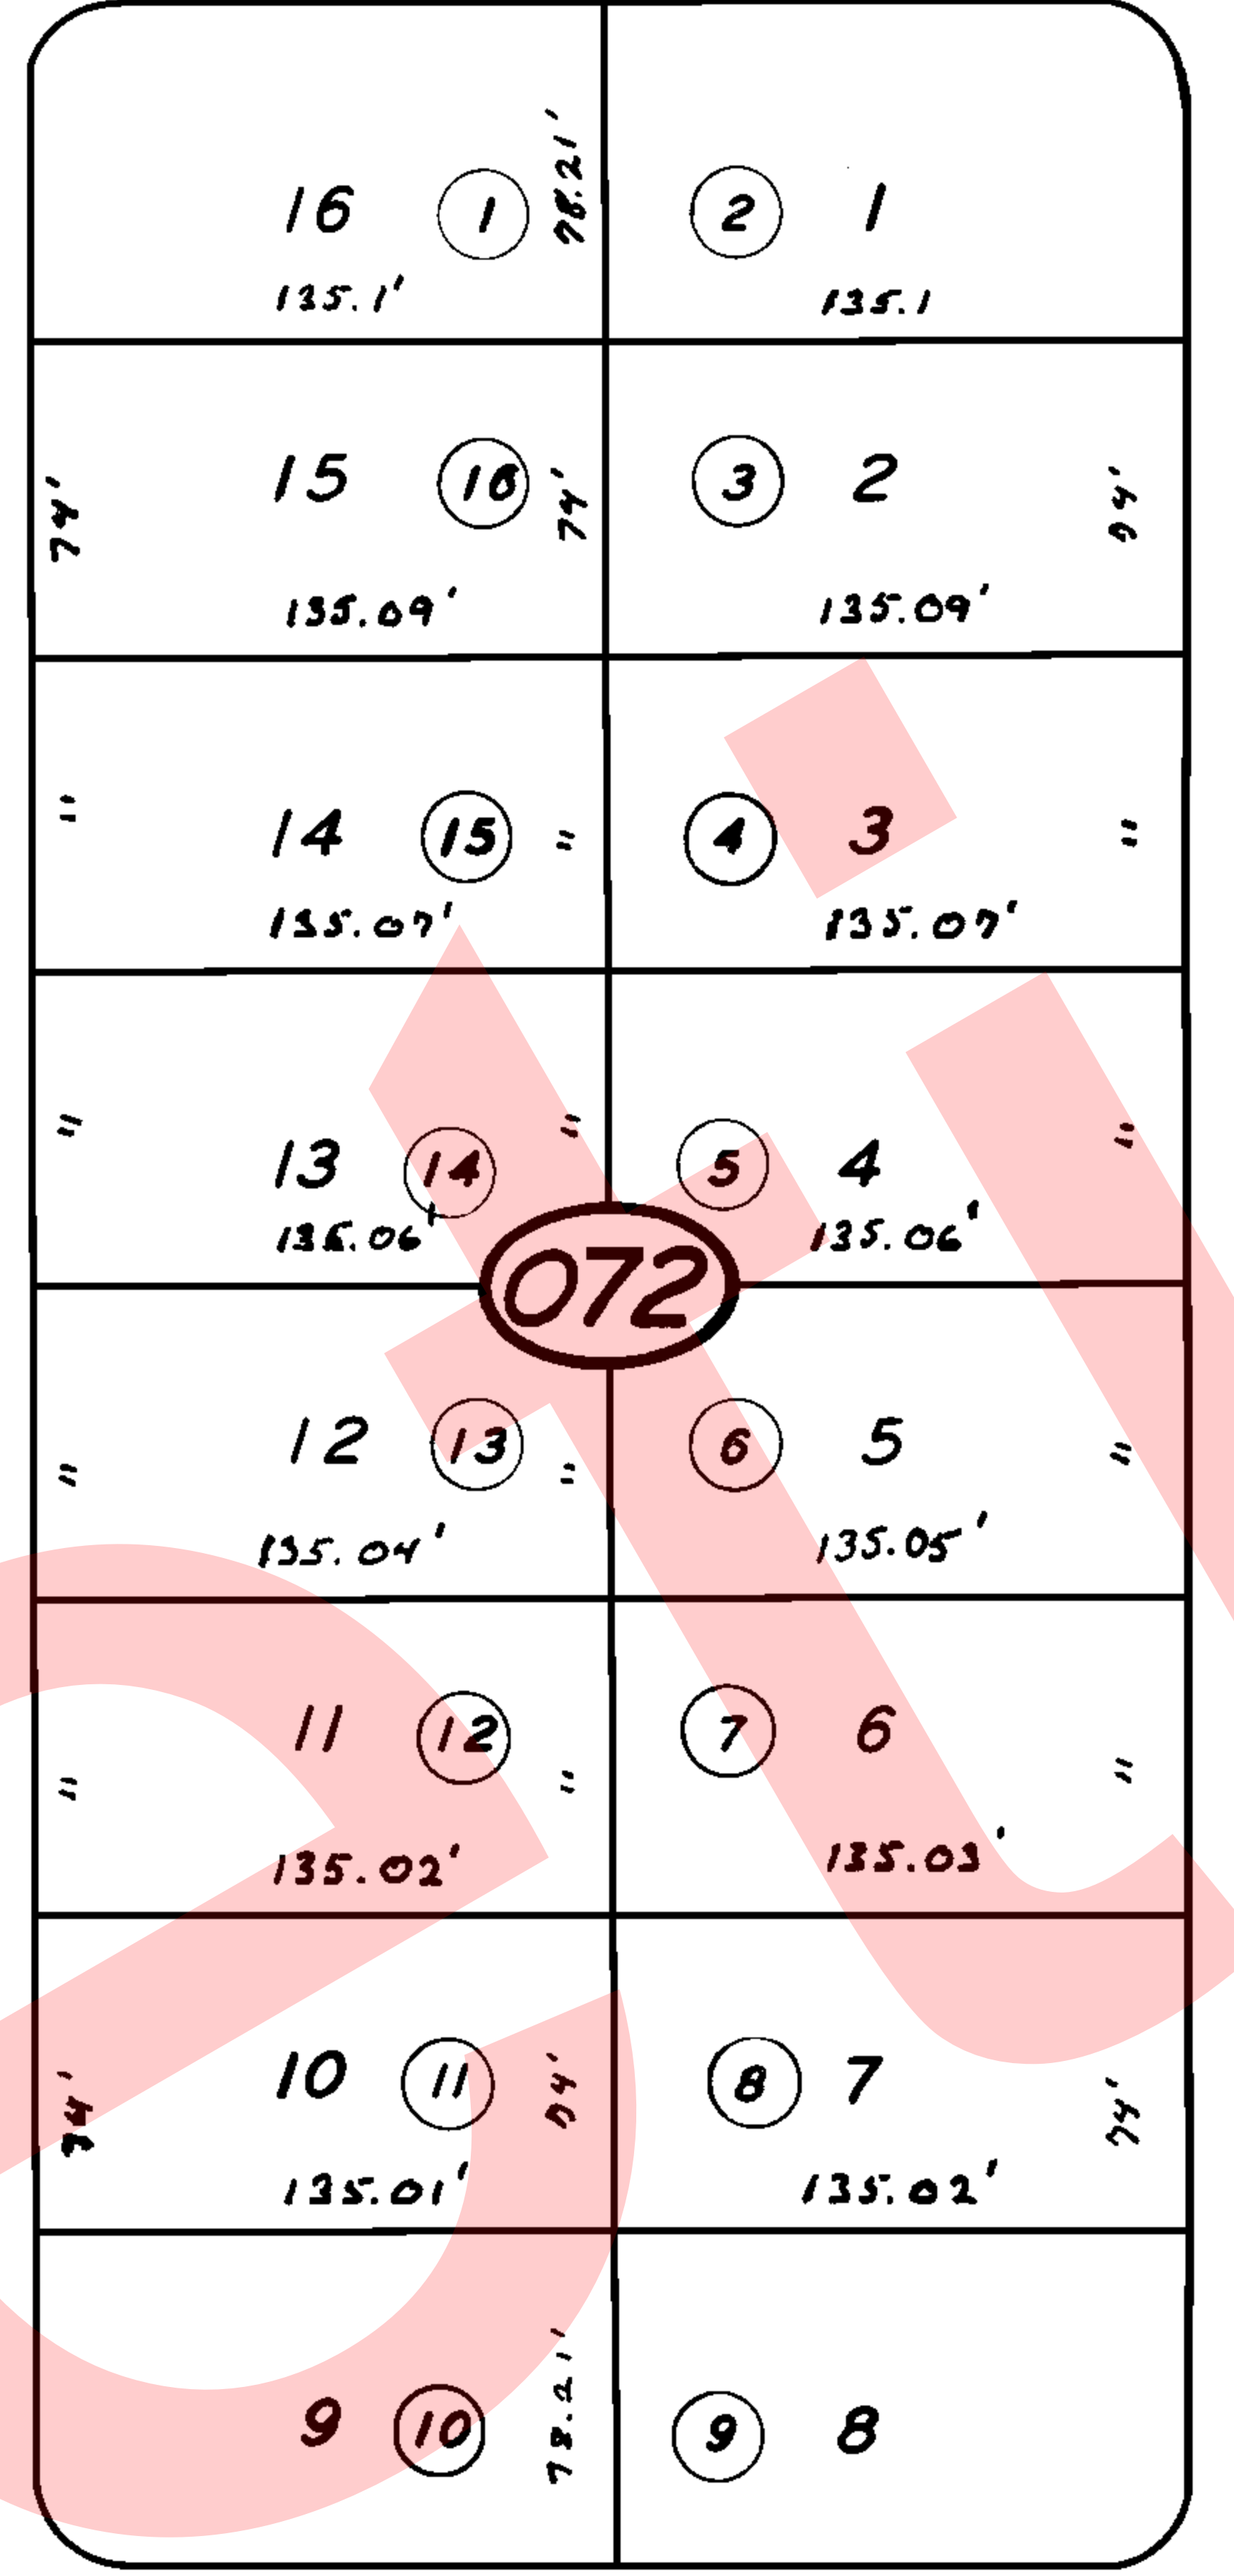 78.21'
16 1 2 1
135.1' 135.1
15 16 3 2
74' 74' 94'
135.09' 135.09'
14 15 4 3
" " "
135.07' 135.07'
" " "
13 14 5 4
135.06' 135.06'
072
12 13 6 5
" " "
135.04' 135.05'
11 12 7 6
" " "
135.02' 135.03'
10 11 8 7
74' 74'
135.01' 135.02'
78.21'
9 10 9 8